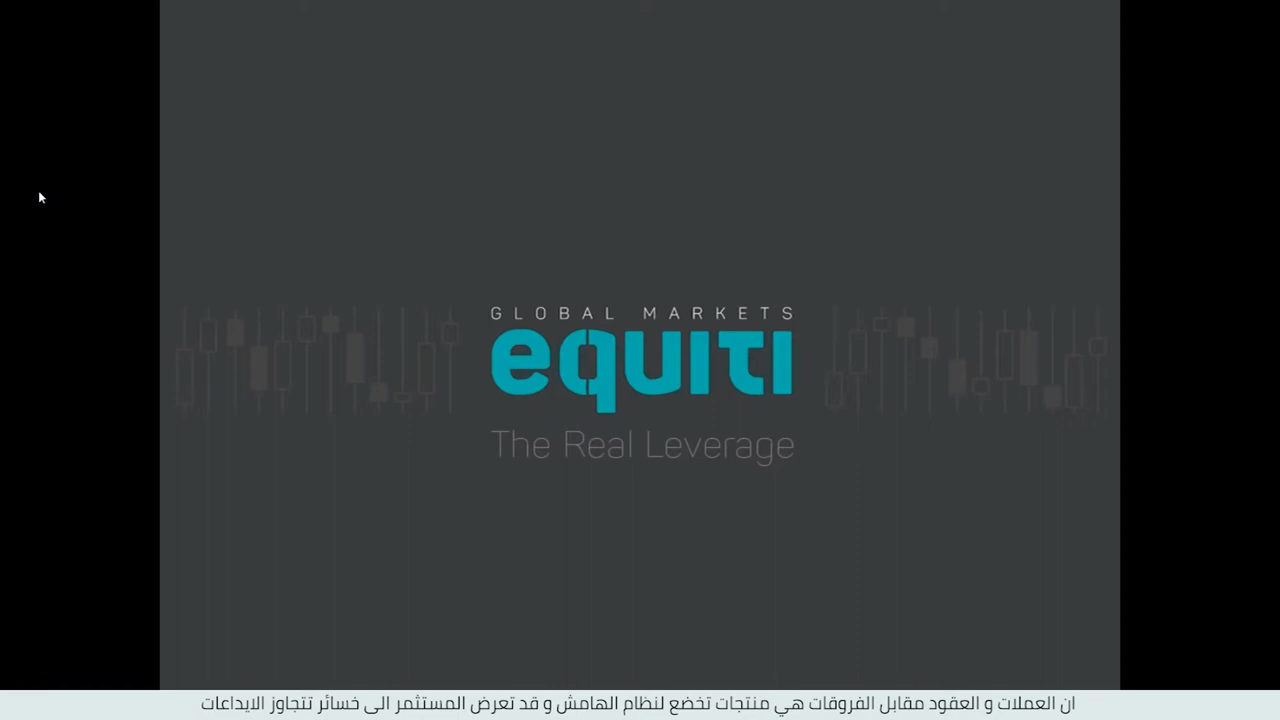 GLOBAL MARKETS
equiti
The Real Leverage
ان العملات و العقود مقابل الفروقات هي منتجات تخضع لنظام الهامش و قد تعرض المستثمر الى خسائر تتجاوز الايداعات